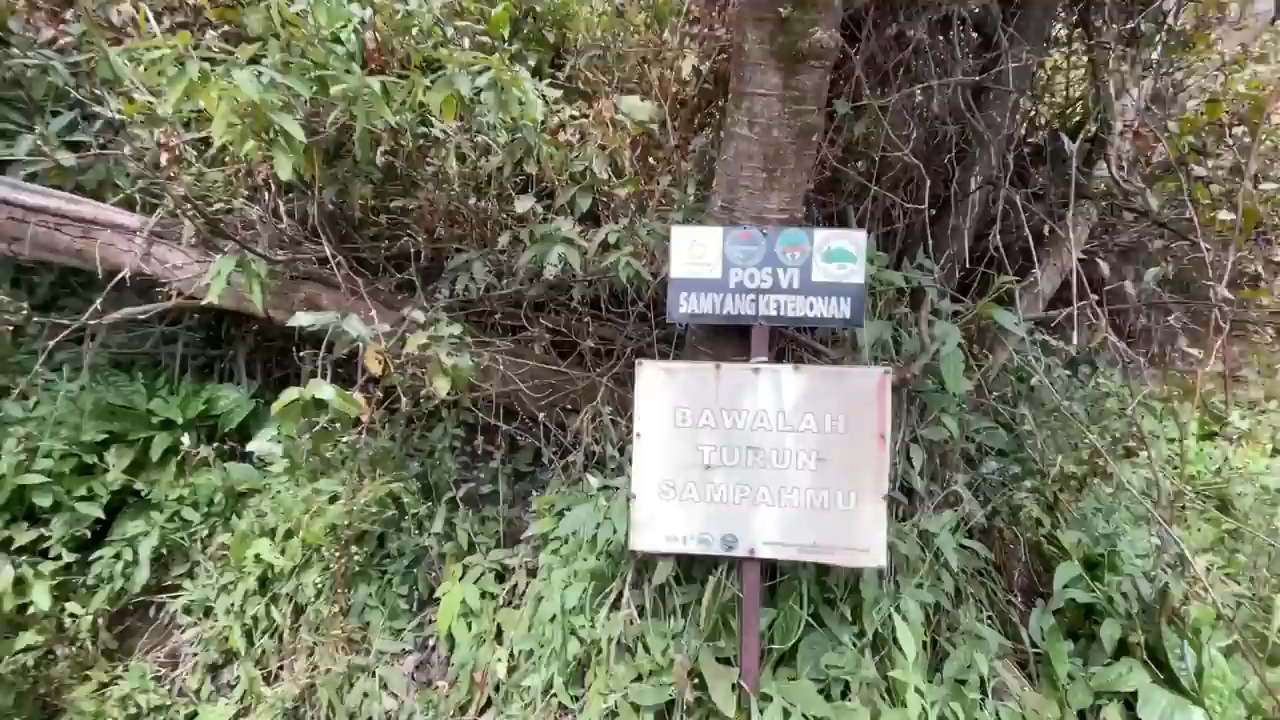 POS VI
SAMYANG KETEBONAN
BAWALAH
TURUN
SAMPAHMU